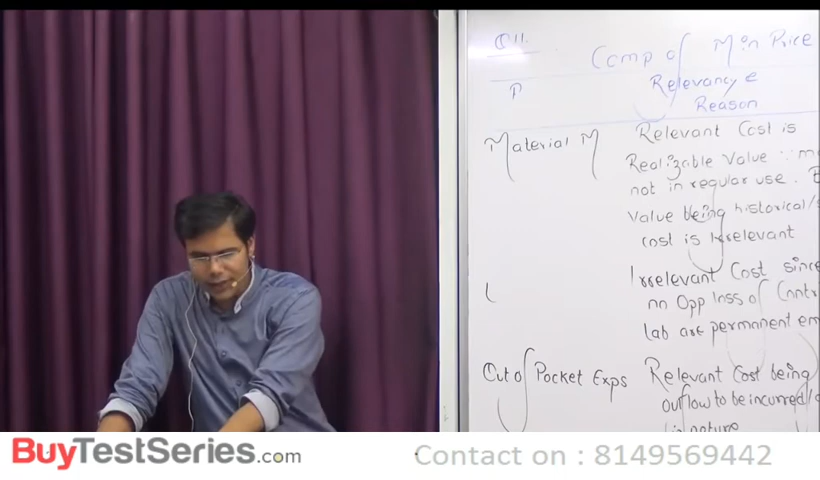 Q11.
Comp of Min Price
P
Relevancy &
Reason
Material M
Relevant Cost is
Realizable Value ∵ m
not in regular use. B
Value being historical/s
cost is Irrelevant
L
Irrelevant Cost since
no Opp loss of Contr
lab are permanent em
Out of Pocket Exps
Relevant Cost being
outflow to be incurred/
in nature
BuyTestSeries.com
Contact on : 8149569442